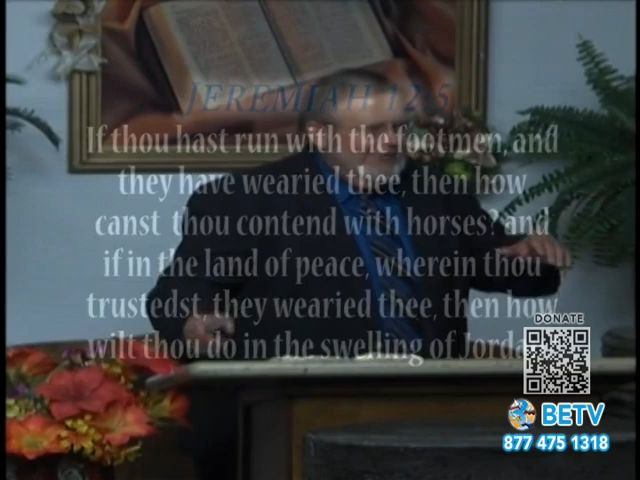 JEREMIAH 12:5
If thou hast run with the footmen, and
they have wearied thee, then how
canst thou contend with horses? and
if in the land of peace, wherein thou
trustedst, they wearied thee, then how
wilt thou do in the swelling of Jordan
DONATE
BETV
877 475 1318